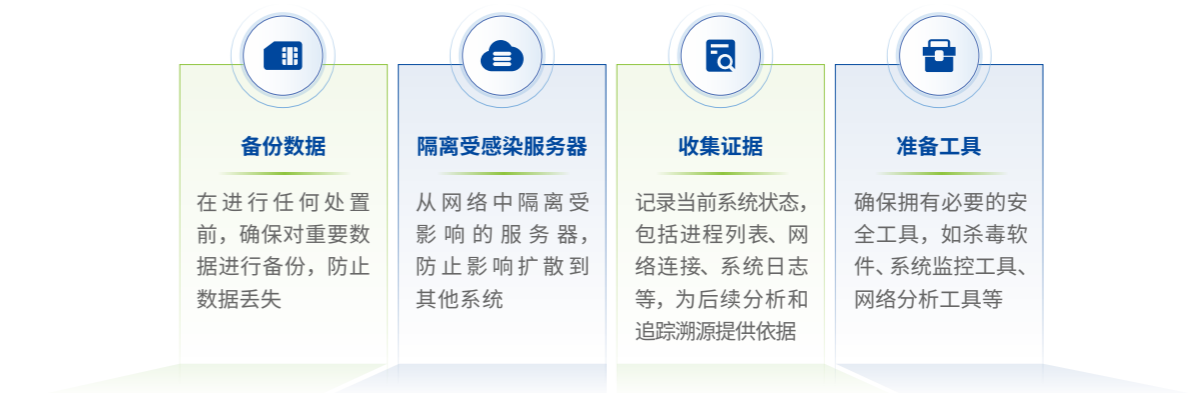 备份数据
在进行任何处置
前，确保对重要数
据进行备份，防止
数据丢失
隔离受感染服务器
从网络中隔离受
影响的服务器，
防止影响扩散到
其他系统
收集证据
记录当前系统状态，
包括进程列表、网
络连接、系统日志
等，为后续分析和
追踪溯源提供依据
准备工具
确保拥有必要的安
全工具，如杀毒软
件、系统监控工具、
网络分析工具等